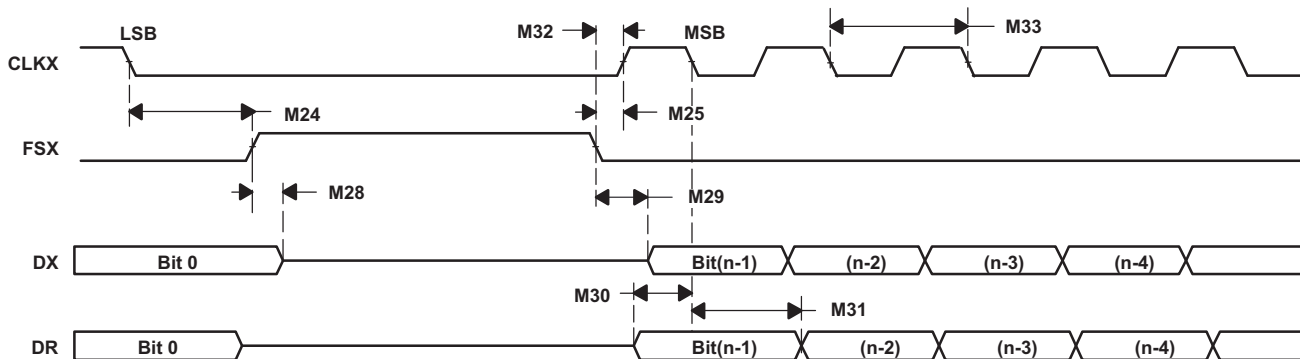 LSB
M32
MSB
M33
CLKX
M24
M25
FSX
M28
M29
DX
Bit 0
Bit(n-1)
(n-2)
(n-3)
(n-4)
M30
M31
DR
Bit 0
Bit(n-1)
(n-2)
(n-3)
(n-4)